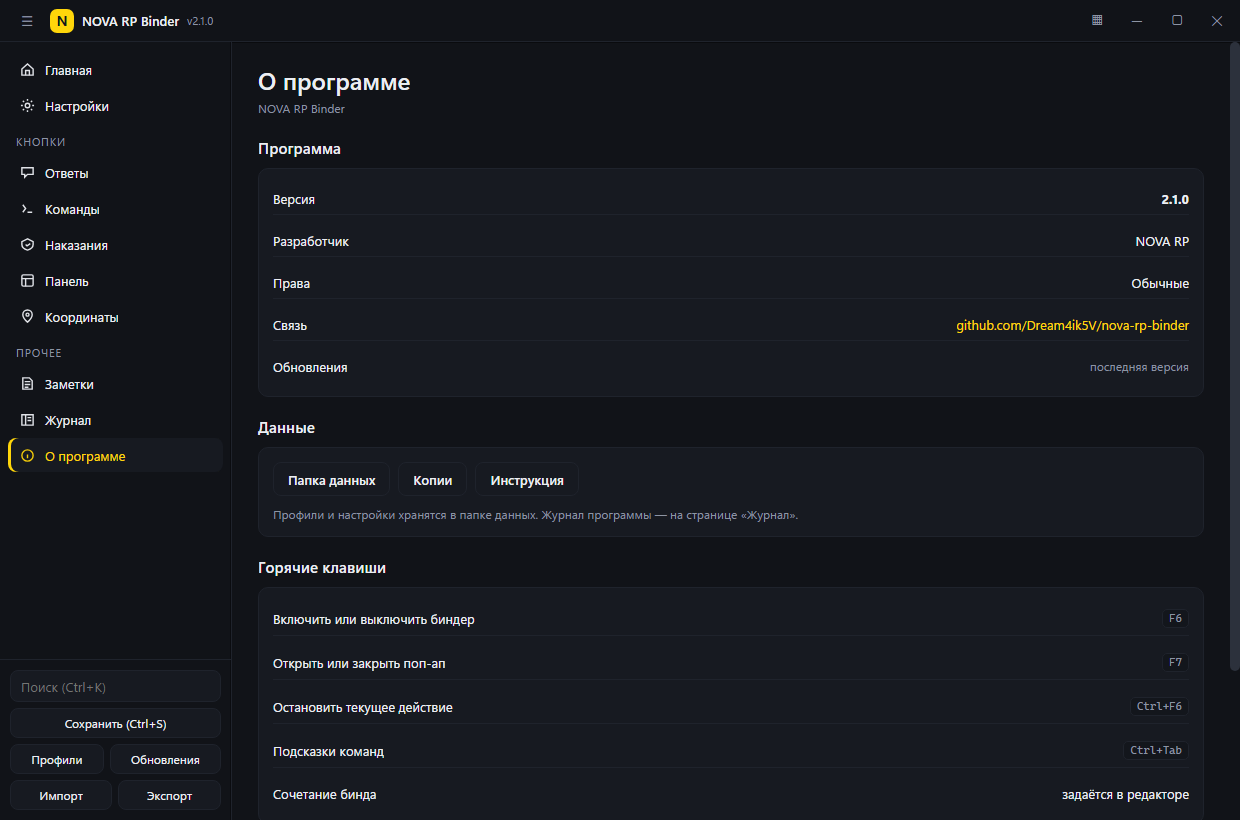 N NOVA RP Binder v2.1.0
Главная
Настройки
КНОПКИ
Ответы
Команды
Наказания
Панель
Координаты
ПРОЧЕЕ
Заметки
Журнал
О программе
Поиск (Ctrl+K)
Сохранить (Ctrl+S)
Профили Обновления
Импорт Экспорт
О программе
NOVA RP Binder
Программа
Версия 2.1.0
Разработчик NOVA RP
Права Обычные
Связь github.com/Dream4ik5V/nova-rp-binder
Обновления последняя версия
Данные
Папка данных Копии Инструкция
Профили и настройки хранятся в папке данных. Журнал программы — на странице «Журнал».
Горячие клавиши
Включить или выключить биндер F6
Открыть или закрыть поп-ап F7
Остановить текущее действие Ctrl+F6
Подсказки команд Ctrl+Tab
Сочетание бинда задаётся в редакторе